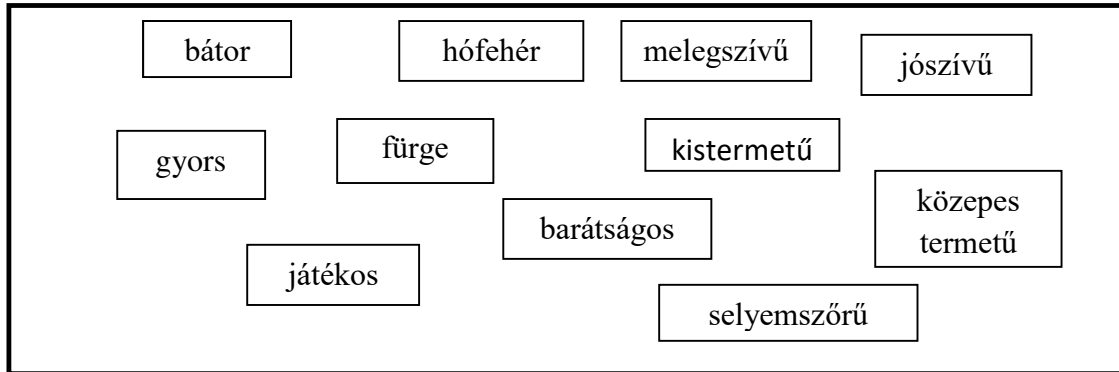 bátor
hófehér
melegszívű
jószívű
gyors
fürge
kistermetű
barátságos
közepes
termetű
játékos
selyemszőrű